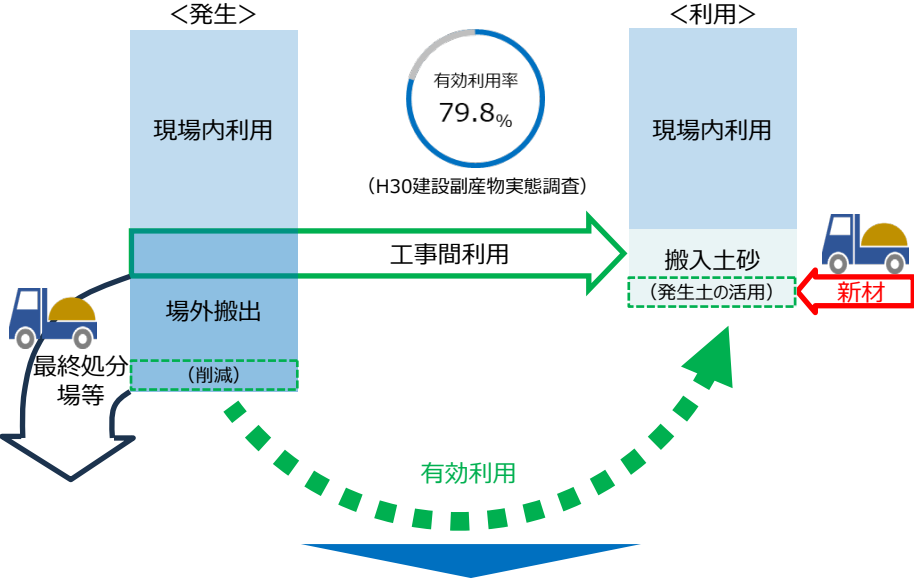 ＜発生＞
＜利用＞
有効利用率
79.8%
（H30建設副産物実態調査）
現場内利用
現場内利用
工事間利用
搬入土砂
（発生土の活用）
新材
場外搬出
最終処分
場等
（削減）
有効利用